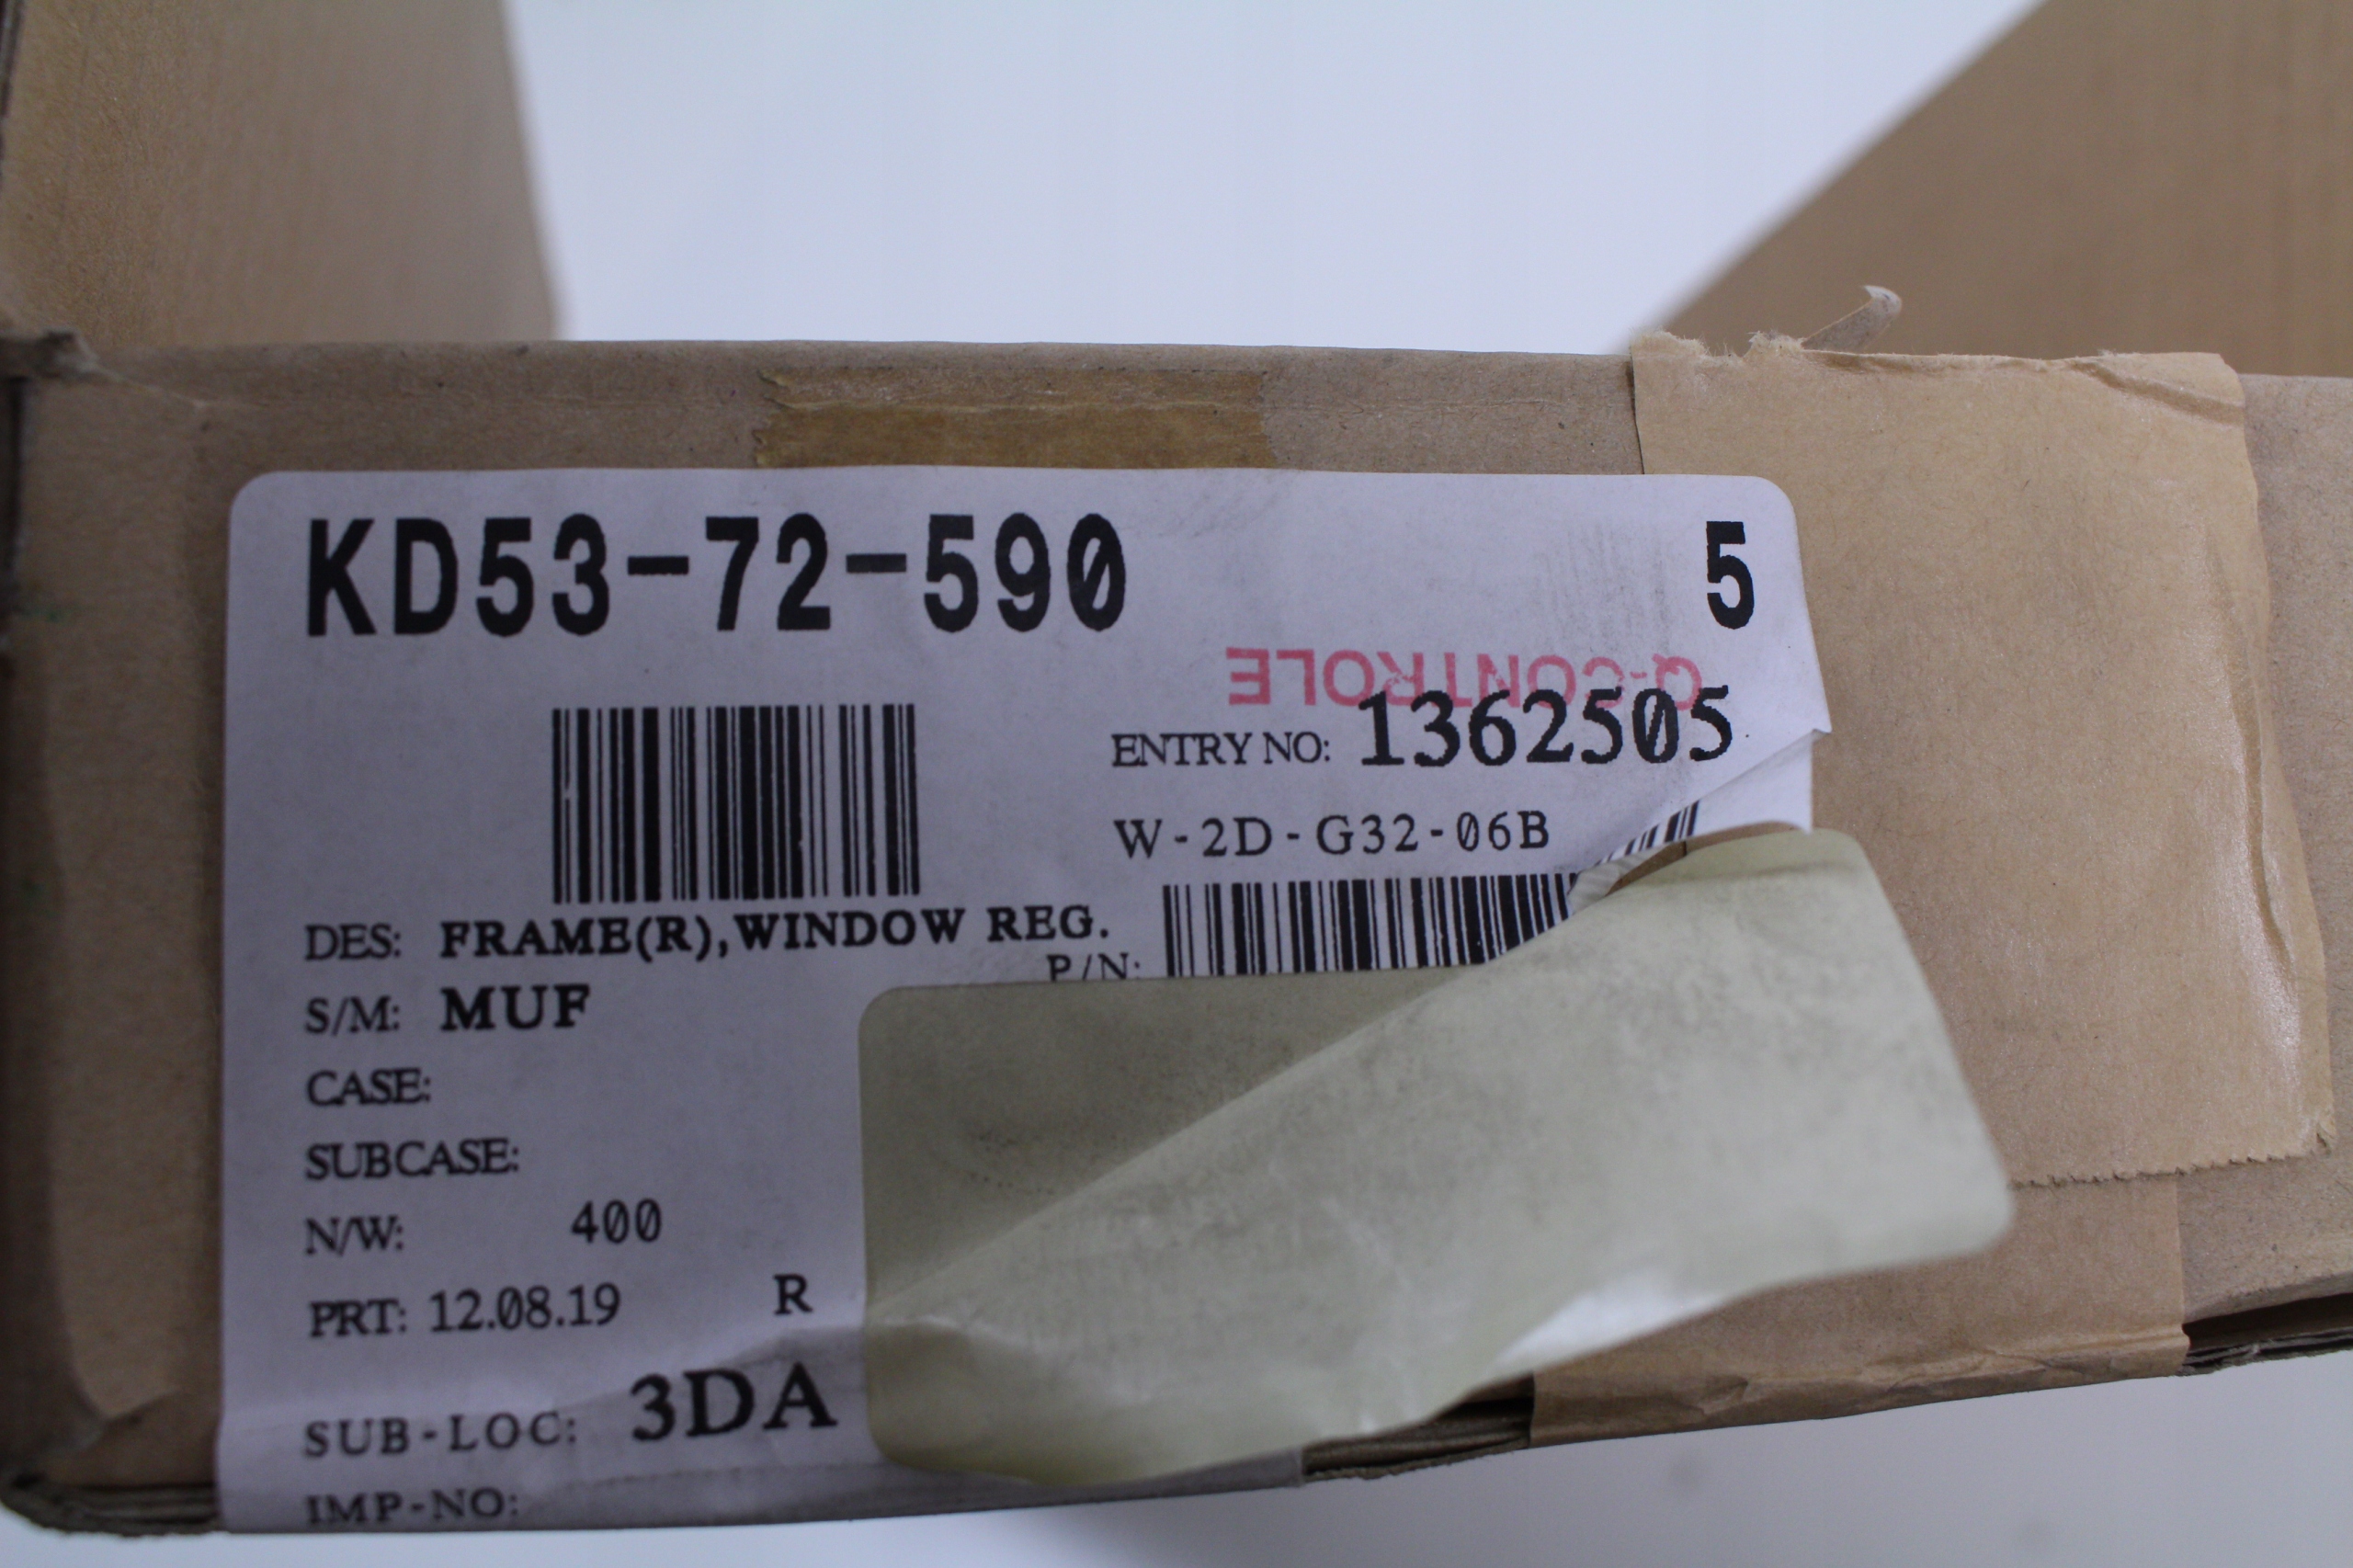 KD53-72-590 5
Q-CONTROLE
ENTRY NO: 1362505
W-2D-G32-06B
DES: FRAME(R),WINDOW REG.
P/N:
S/M: MUF
CASE:
SUBCASE:
N/W: 400
PRT: 12.08.19 R
SUB-LOC: 3DA
IMP-NO: